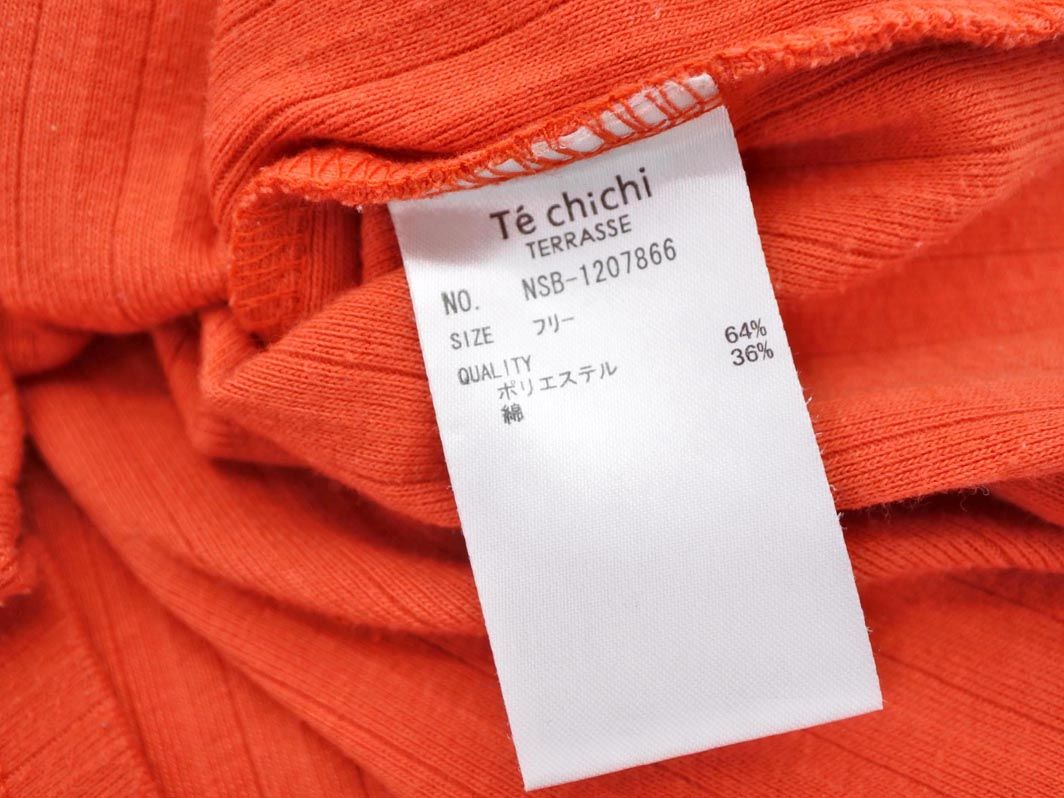 Té chichi
TERRASSE
NO. NSB-1207866
SIZE フリー
QUALITY
ポリエステル 64%
綿 36%